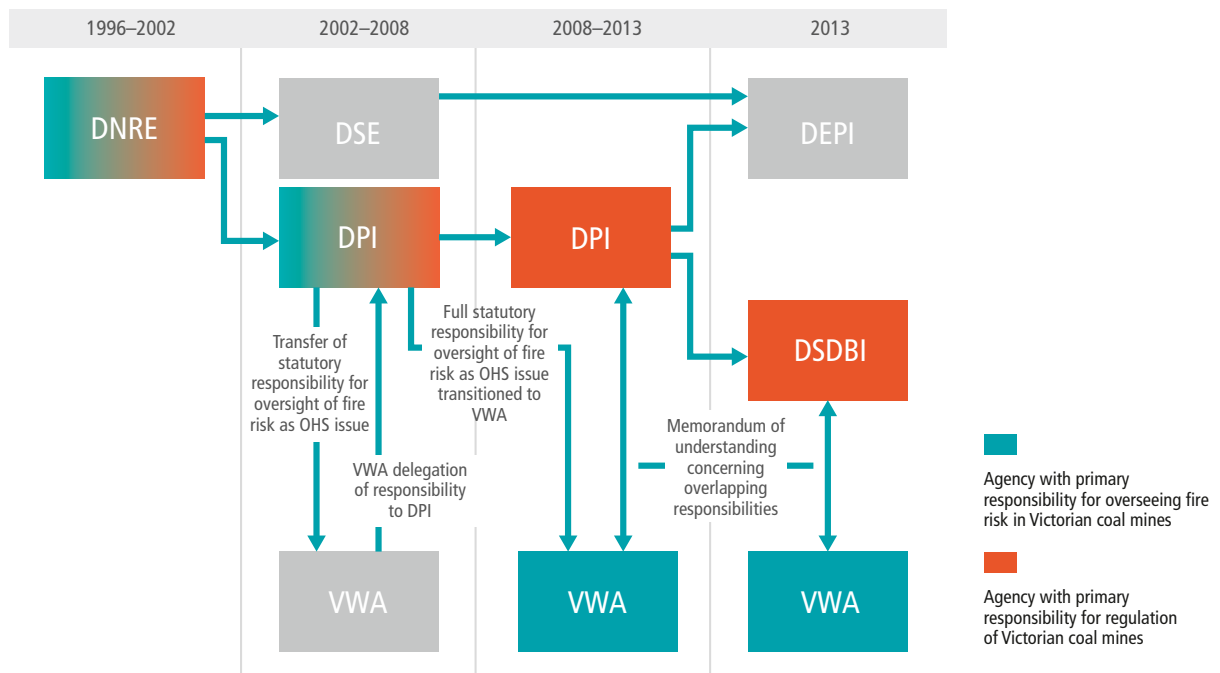 1996–2002
2002–2008
2008–2013
2013
DNRE
DSE
DEPI
DPI
DPI
DSDBI
Transfer of
statutory
responsibility for
oversight of fire
risk as OHS issue
VWA delegation
of responsibility
to DPI
Full statutory
responsibility for
oversight of fire
risk as OHS issue
transitioned to
VWA
Memorandum of
understanding
concerning
overlapping
responsibilities
VWA
VWA
VWA
Agency with primary
responsibility for overseeing fire
risk in Victorian coal mines
Agency with primary
responsibility for regulation
of Victorian coal mines